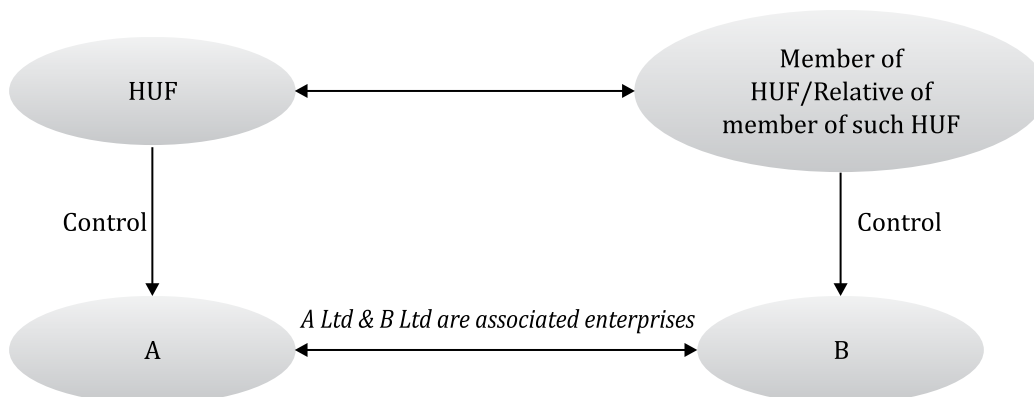 HUF
Member of
HUF/Relative of
member of such HUF
Control
Control
A Ltd & B Ltd are associated enterprises
A
B